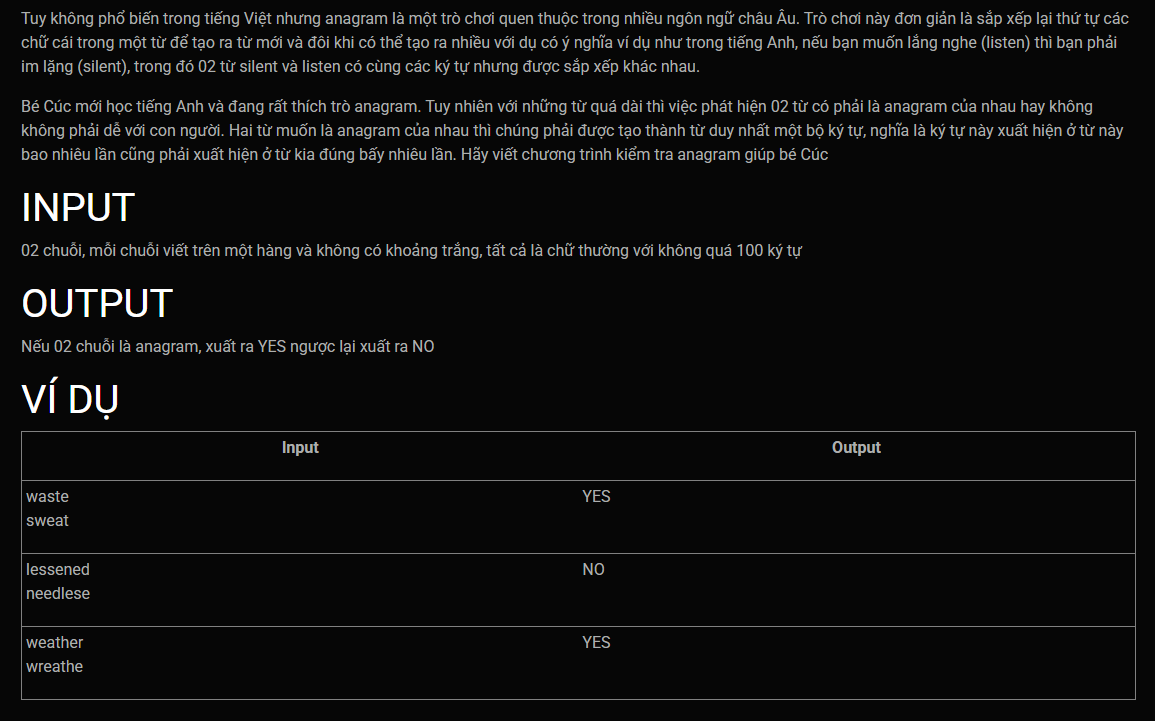 Tuy không phổ biến trong tiếng Việt nhưng anagram là một trò chơi quen thuộc trong nhiều ngôn ngữ châu Âu. Trò chơi này đơn giản là sắp xếp lại thứ tự các
chữ cái trong một từ để tạo ra từ mới và đôi khi có thể tạo ra nhiều với dụ có ý nghĩa ví dụ như trong tiếng Anh, nếu bạn muốn lắng nghe (listen) thì bạn phải
im lặng (silent), trong đó 02 từ silent và listen có cùng các ký tự nhưng được sắp xếp khác nhau.
Bé Cúc mới học tiếng Anh và đang rất thích trò anagram. Tuy nhiên với những từ quá dài thì việc phát hiện 02 từ có phải là anagram của nhau hay không
không phải dễ với con người. Hai từ muốn là anagram của nhau thì chúng phải được tạo thành từ duy nhất một bộ ký tự, nghĩa là ký tự này xuất hiện ở từ này
bao nhiêu lần cũng phải xuất hiện ở từ kia đúng bấy nhiêu lần. Hãy viết chương trình kiểm tra anagram giúp bé Cúc
INPUT
02 chuỗi, mỗi chuỗi viết trên một hàng và không có khoảng trắng, tất cả là chữ thường với không quá 100 ký tự
OUTPUT
Nếu 02 chuỗi là anagram, xuất ra YES ngược lại xuất ra NO
VÍ DỤ
Input Output
waste YES
sweat
lessened NO
needlese
weather YES
wreathe